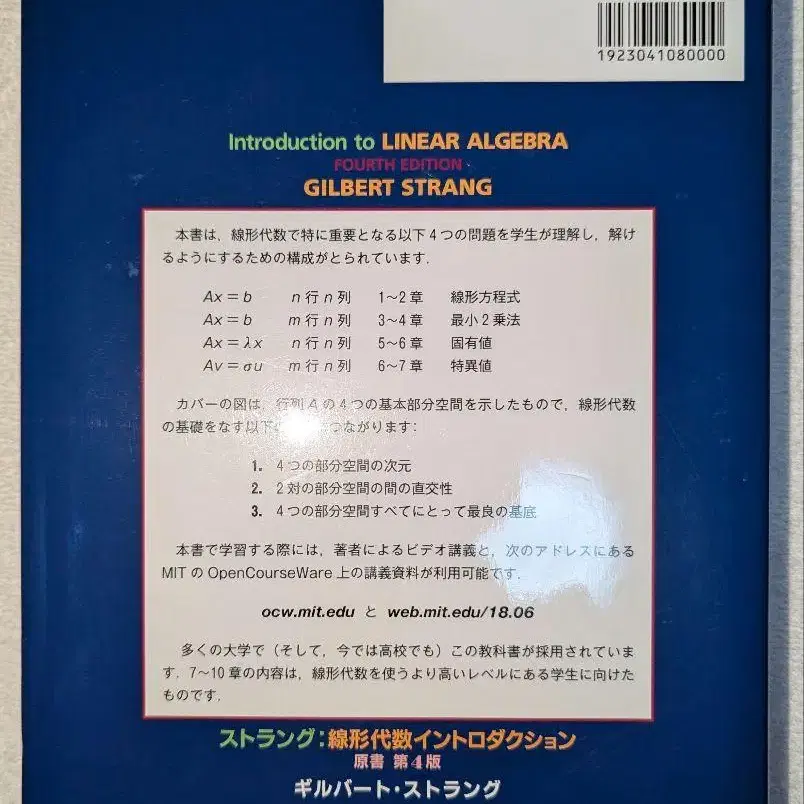 1923041080000
Introduction to LINEAR ALGEBRA
FOURTH EDITION
GILBERT STRANG
本書は，線形代数で特に重要となる以下4つの問題を学生が理解し，解け
るようにするための構成がとられています．
Ax = b n 行 n 列 1～2 章 線形方程式
Ax = b m 行 n 列 3～4 章 最小2乗法
Ax = λx n 行 n 列 5～6 章 固有値
Av = σu m 行 n 列 6～7 章 特異値
カバーの図は，行列 A の4つの基本部分空間を示したもので，線形代数
の基礎をなす以下 つながります：
1. 4つの部分空間の次元
2. 2対の部分空間の間の直交性
3. 4つの部分空間すべてにとって最良の基底
本書で学習する際には，著者によるビデオ講義と，次のアドレスにある
MIT の OpenCourseWare 上の講義資料が利用可能です．
ocw.mit.edu と web.mit.edu/18.06
多くの大学で（そして，今では高校でも）この教科書が採用されていま
す．7～10 章の内容は，線形代数を使うより高いレベルにある学生に向けた
ものです．
ストラング：線形代数イントロダクション
原書 第4版
ギルバート・ストラング